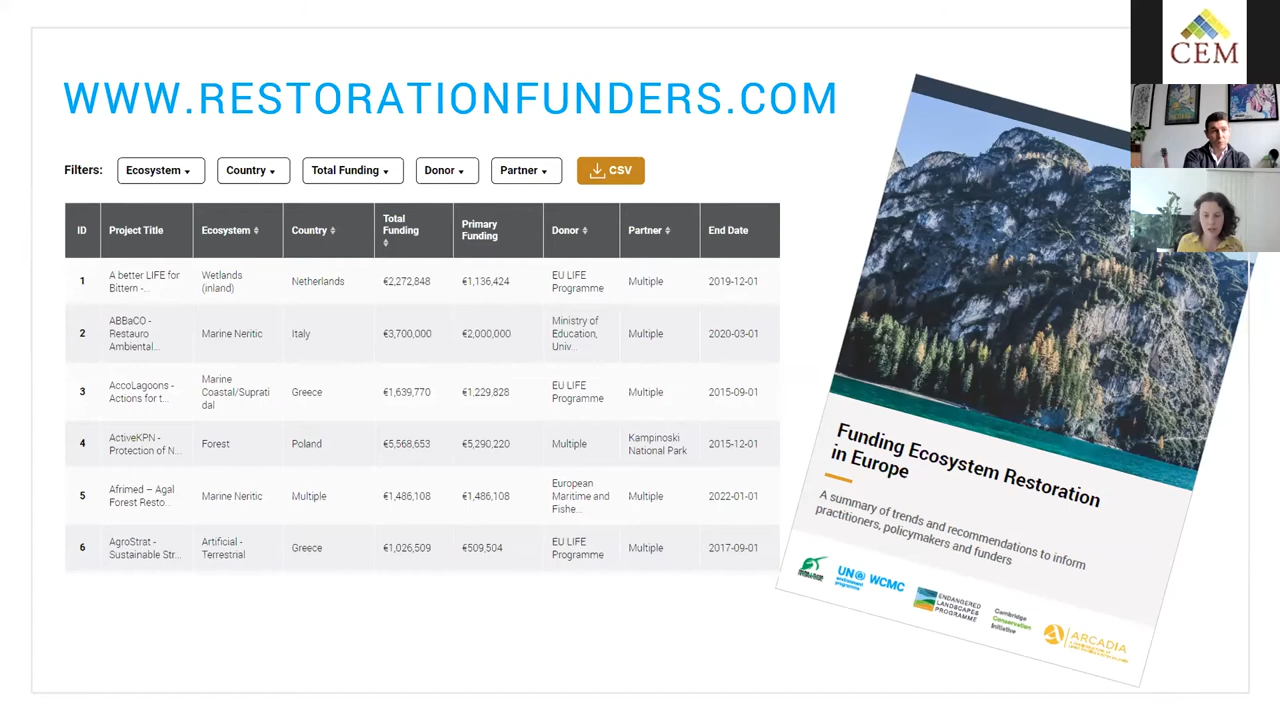 WWW.RESTORATIONFUNDERS.COM
Filters:
Ecosystem
Country
Total Funding
Donor
Partner
CSV
ID
Project Title
Ecosystem
Country
Total
Funding
Primary
Funding
Donor
Partner
End Date
1
A better LIFE for
Bittern -...
Wetlands
(inland)
Netherlands
€2,272,848
€1,136,424
EU LIFE
Programme
Multiple
2019-12-01
2
ABBaCO -
Restauro
Ambiental...
Marine Neritic
Italy
€3,700,000
€2,000,000
Ministry of
Education,
Univ...
Multiple
2020-03-01
3
AccoLagoons -
Actions for t...
Marine
Coastal/Suprati
dal
Greece
€1,639,770
€1,229,828
EU LIFE
Programme
Multiple
2015-09-01
4
ActiveKPN -
Protection of N...
Forest
Poland
€5,568,653
€5,290,220
Multiple
Kampinoski
National Park
2015-12-01
5
Afrimed – Agal
Forest Resto...
Marine Neritic
Multiple
€1,486,108
€1,486,108
European
Maritime and
Fishe...
Multiple
2022-01-01
6
AgroStrat -
Sustainable Str...
Artificial -
Terrestrial
Greece
€1,026,509
€509,504
EU LIFE
Programme
Multiple
2017-09-01
Funding Ecosystem Restoration
in Europe
A summary of trends and recommendations to inform
practitioners, policymakers and funders
UN
environment
programme
WCMC
ENDANGERED
LANDSCAPES
PROGRAMME
Cambridge
Conservation
Initiative
ARCADIA
CEM